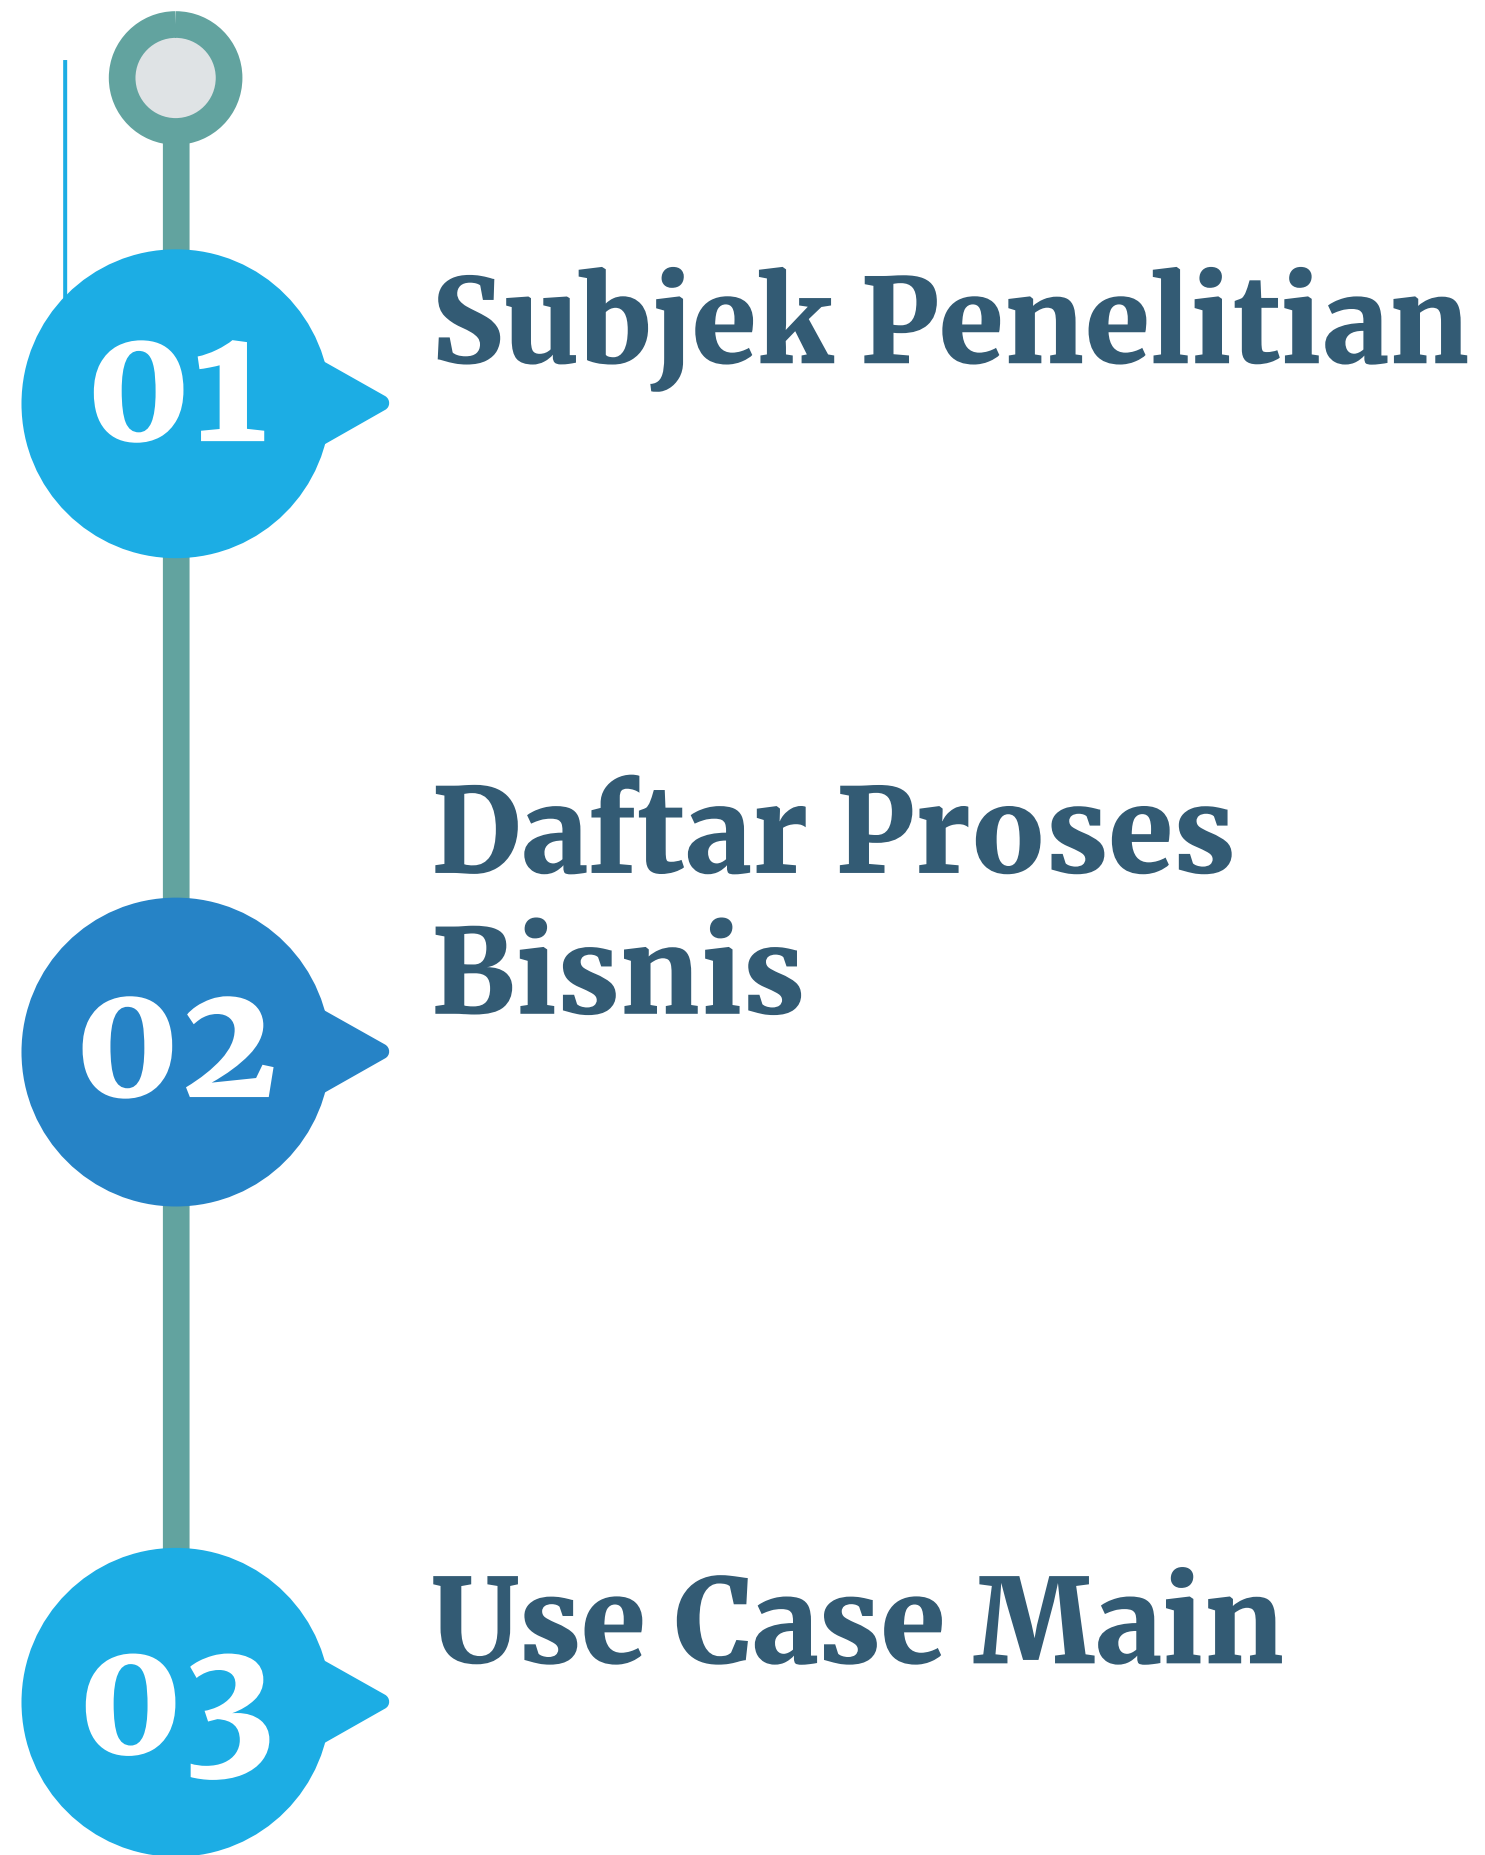 01
Subjek Penelitian
02
Daftar Proses
Bisnis
03
Use Case Main